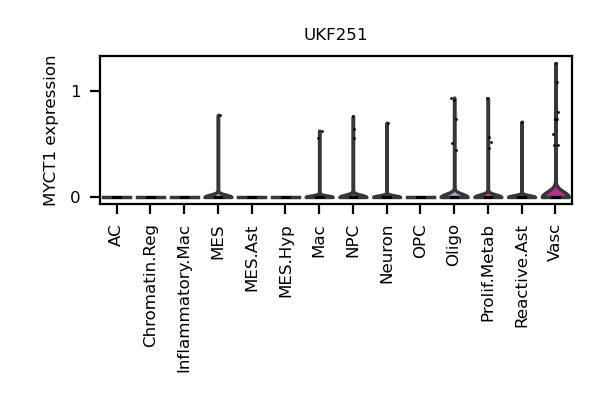 UKF251
MYCT1 expression
1
0
AC
Chromatin.Reg
Inflammatory.Mac
MES
MES.Ast
MES.Hyp
Mac
NPC
Neuron
OPC
Oligo
Prolif.Metab
Reactive.Ast
Vasc